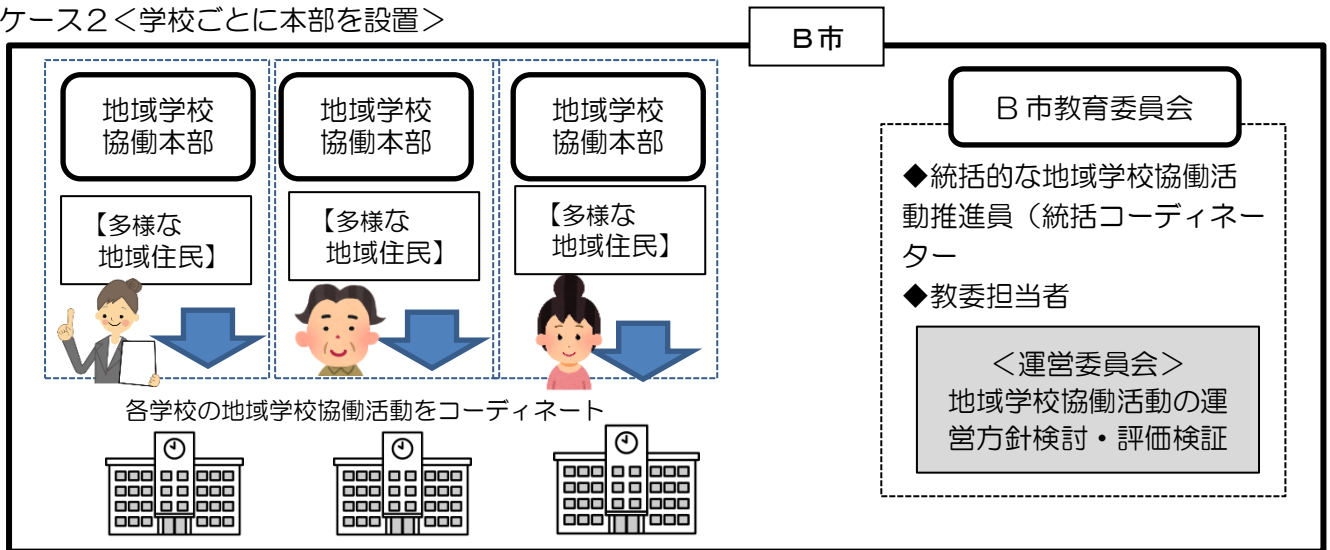 ケース2<学校ごとに本部を設置>
B市
地域学校
協働本部
【多様な
地域住民】
地域学校
協働本部
【多様な
地域住民】
地域学校
協働本部
【多様な
地域住民】
各学校の地域学校協働活動をコーディネート
B市教育委員会
◆統括的な地域学校協働活
動推進員（統括コーディネー
ター
◆教委担当者
<運営委員会>
地域学校協働活動の運
営方針検討・評価検証